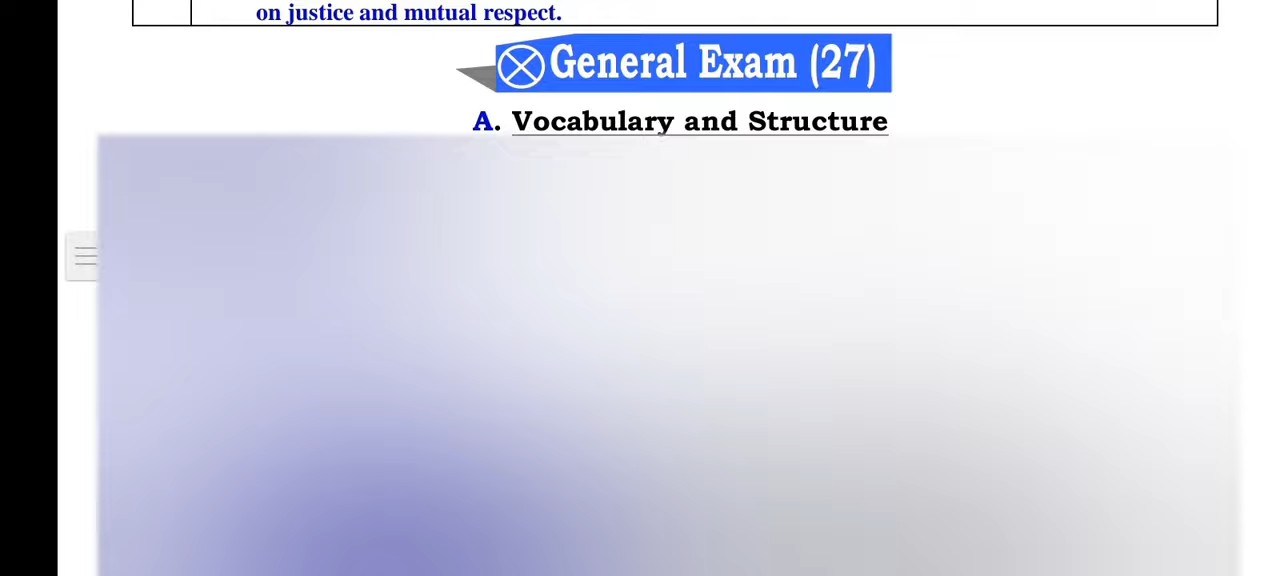 on justice and mutual respect.
General Exam (27)
A. Vocabulary and Structure